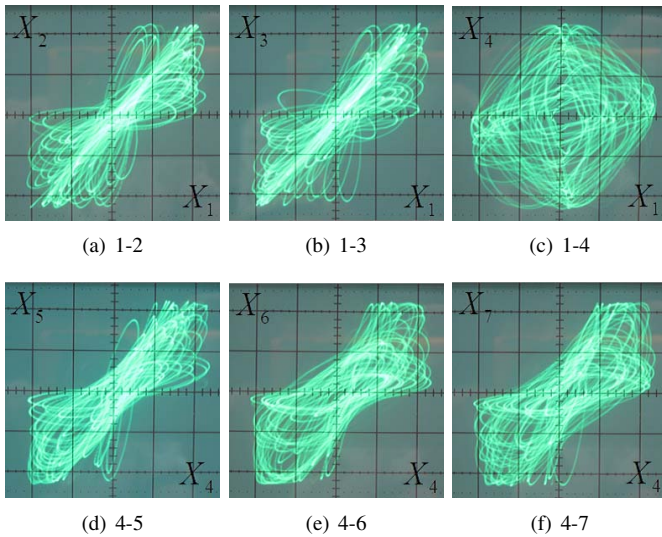 X2
X1
X3
X1
X4
X1
(a) 1-2
(b) 1-3
(c) 1-4
X5
X4
X6
X4
X7
X4
(d) 4-5
(e) 4-6
(f) 4-7